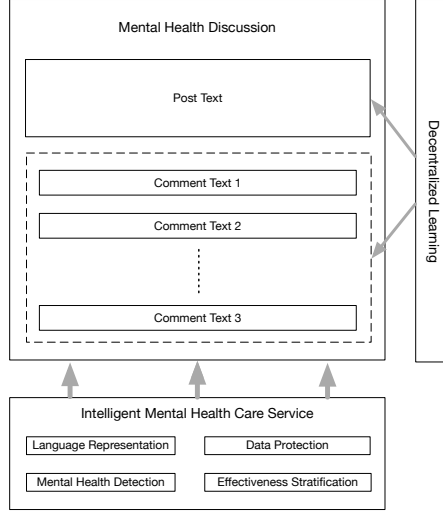 Mental Health Discussion
Post Text
Comment Text 1
Comment Text 2
Comment Text 3
Decentralized Learning
Intelligent Mental Health Care Service
Language Representation
Data Protection
Mental Health Detection
Effectiveness Stratification